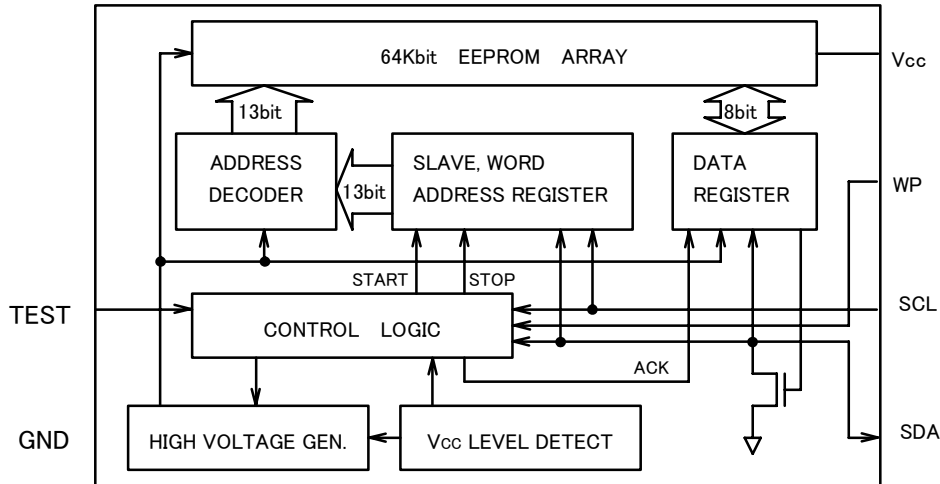 64Kbit EEPROM ARRAY
Vcc
13bit
8bit
ADDRESS
DECODER
13bit
SLAVE, WORD
ADDRESS REGISTER
DATA
REGISTER
WP
START
STOP
TEST
CONTROL LOGIC
SCL
ACK
GND
HIGH VOLTAGE GEN.
Vcc LEVEL DETECT
SDA